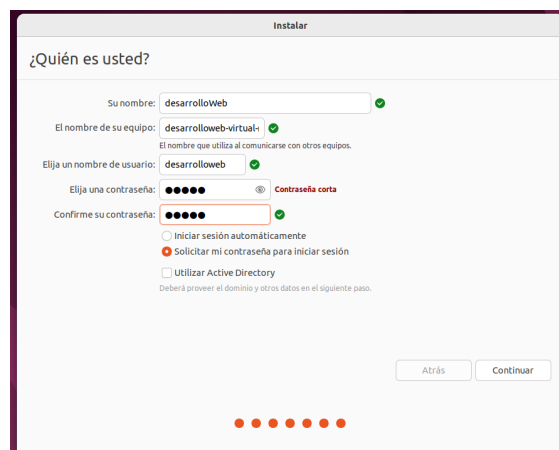 Instalar
¿Quién es usted?
Su nombre: desarrolloWeb
El nombre de su equipo: desarrolloweb-virtual-
El nombre que utiliza al comunicarse con otros equipos.
Elija un nombre de usuario: desarrolloweb
Elija una contraseña: ●●●●● Contraseña corta
Confirme su contraseña: ●●●●●
Iniciar sesión automáticamente
Solicitar mi contraseña para iniciar sesión
Utilizar Active Directory
Deberá proveer el dominio y otros datos en el siguiente paso.
Atrás Continuar